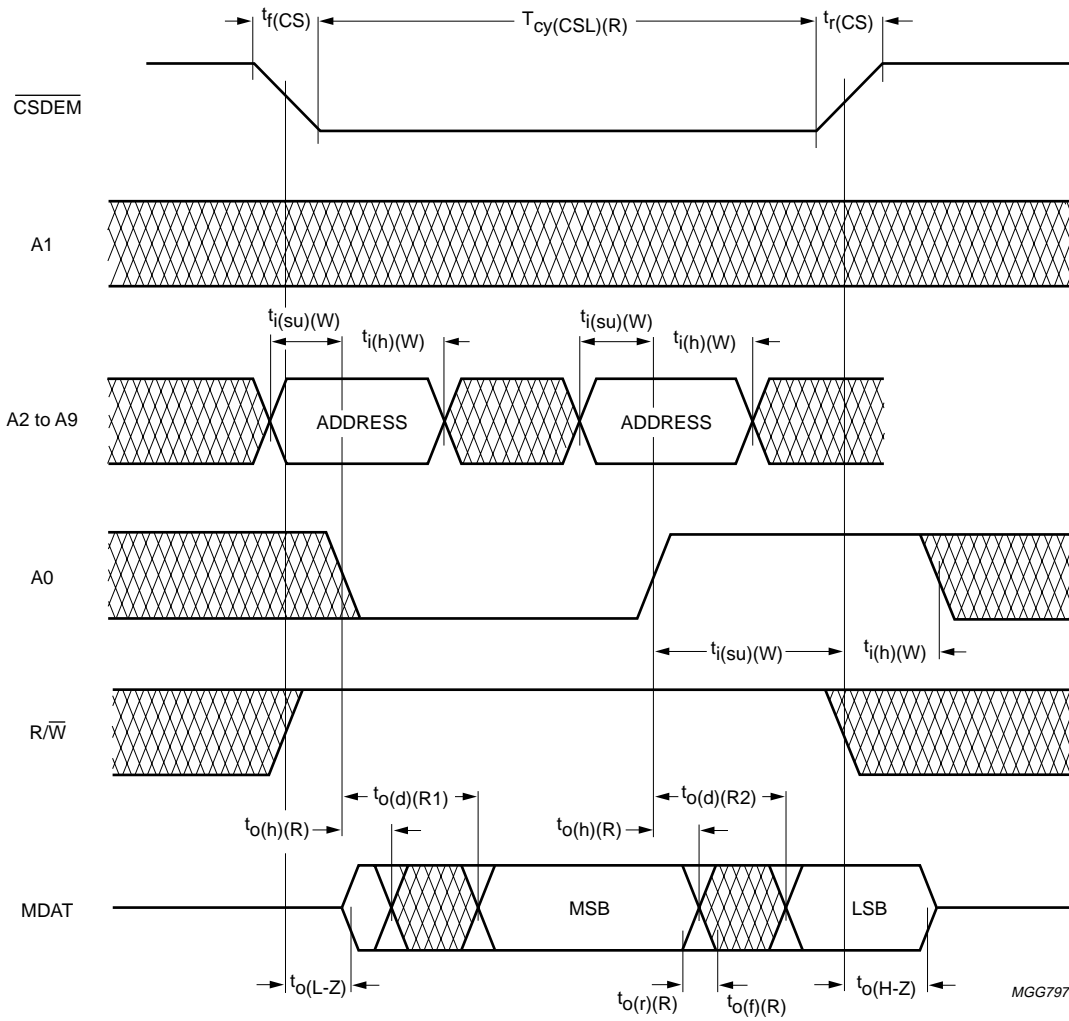 tf(CS) Tcy(CSL)(R) tr(CS)
CSDEM
A1
ti(su)(W) ti(h)(W) ti(su)(W) ti(h)(W)
A2 to A9 ADDRESS ADDRESS
A0
ti(su)(W) ti(h)(W)
R/W
to(d)(R1) to(d)(R2)
to(h)(R) to(h)(R)
MDAT MSB LSB
to(L-Z) to(r)(R) to(f)(R) to(H-Z)
MGG797